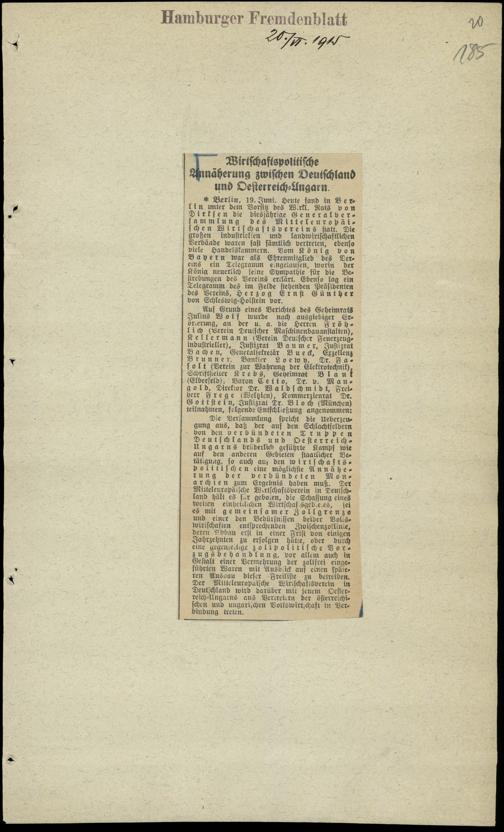 Hamburger Fremdenblatt
20
20./VI. 1915
185
Wirtschaftspolitische
Annäherung zwischen Deutschland
und Oesterreich-Ungarn.
* Berlin, 19. Juni. Heute fand in Ber-
lin unter dem Vorsitz des Wirkl. Rats von
Dirksen die diesjährige Generalver-
sammlung des Mitteleuropäi-
schen Wirtschaftsvereins statt. Die
großen industriellen und landwirtschaftlichen
Verbände waren fast sämtlich vertreten, ebenso
viele Handelskammern. Vom König von
Bayern war als Ehrenmitglied des Ver-
eins ein Telegramm eingelaufen, worin der
König neuerlich seine Sympathie für die Be-
strebungen des Vereins erklärt. Ebenso lag ein
Telegramm des im Felde stehenden Präsidenten
des Vereins, Herzog Ernst Günther
von Schleswig-Holstein vor.
Auf Grund eines Berichtes des Geheimrats
Julius Wolf wurde nach ausgiebiger Er-
örterung, an der u. a. die Herren Fröh-
lich (Verein Deutscher Maschinenbauanstalten),
Kellermann (Verein Deutscher Feuerzeug-
industrieller), Justizrat Baumer, Justizrat
Bachen, Generalsekretär Bueck, Exzellenz
Brunner, Bankier Loewy, Dr. Fa-
solt (Verein zur Wahrung der Elektrotechnik),
Schriftleiter Krebs, Geheimrat Blank
(Elberfeld), Baron Cetto, Dr. v. Man-
gold, Direktor Dr. Waldschmidt, Frei-
herr Frege (Weltzien), Kommerzienrat Dr.
Gottstein, Justizrat Dr. Bloch (München)
teilnahmen, folgende Entschließung angenommen:
Die Versammlung spricht die Ueberzeu-
gung aus, daß der auf den Schlachtfeldern
von den verbündeten Truppen
Deutschlands und Oesterreich-
Ungarns brüderlich geführte Kampf wie
auf den anderen Gebieten staatlicher Be-
tätigung, so auch auf den wirtschafts-
politischen eine möglichste Annähe-
rung der verbündeten Mon-
archien zum Ergebnis haben muß. Der
Mitteleuropäische Wirtschaftsverein in Deutsch-
land hält es für geboten, die Schaffung eines
weiten einheitlichen Wirtschaftsgebietes, sei
es mit gemeinsamer Zollgrenze
und einer den Bedürfnissen beider Volks-
wirtschaften entsprechenden Zwischenzollinie,
deren Abbau erst in einer Frist von einigen
Jahrzehnten zu erfolgen hätte, oder durch
eine gegenseitige zollpolitische Vor-
zugsbehandlung, vor allem auch in
Gestalt einer Vermehrung der zollfrei einge-
führten Waren mit Ausblick auf einen späte-
ren Ausbau dieser Freiliste zu betreiben.
Der Mitteleuropäische Wirtschaftsverein in
Deutschland wird darüber mit jenem Oester-
reich-Ungarns aus Vertretern der österreichi-
schen und ungarischen Volkswirtschaft in Ver-
bindung treten.